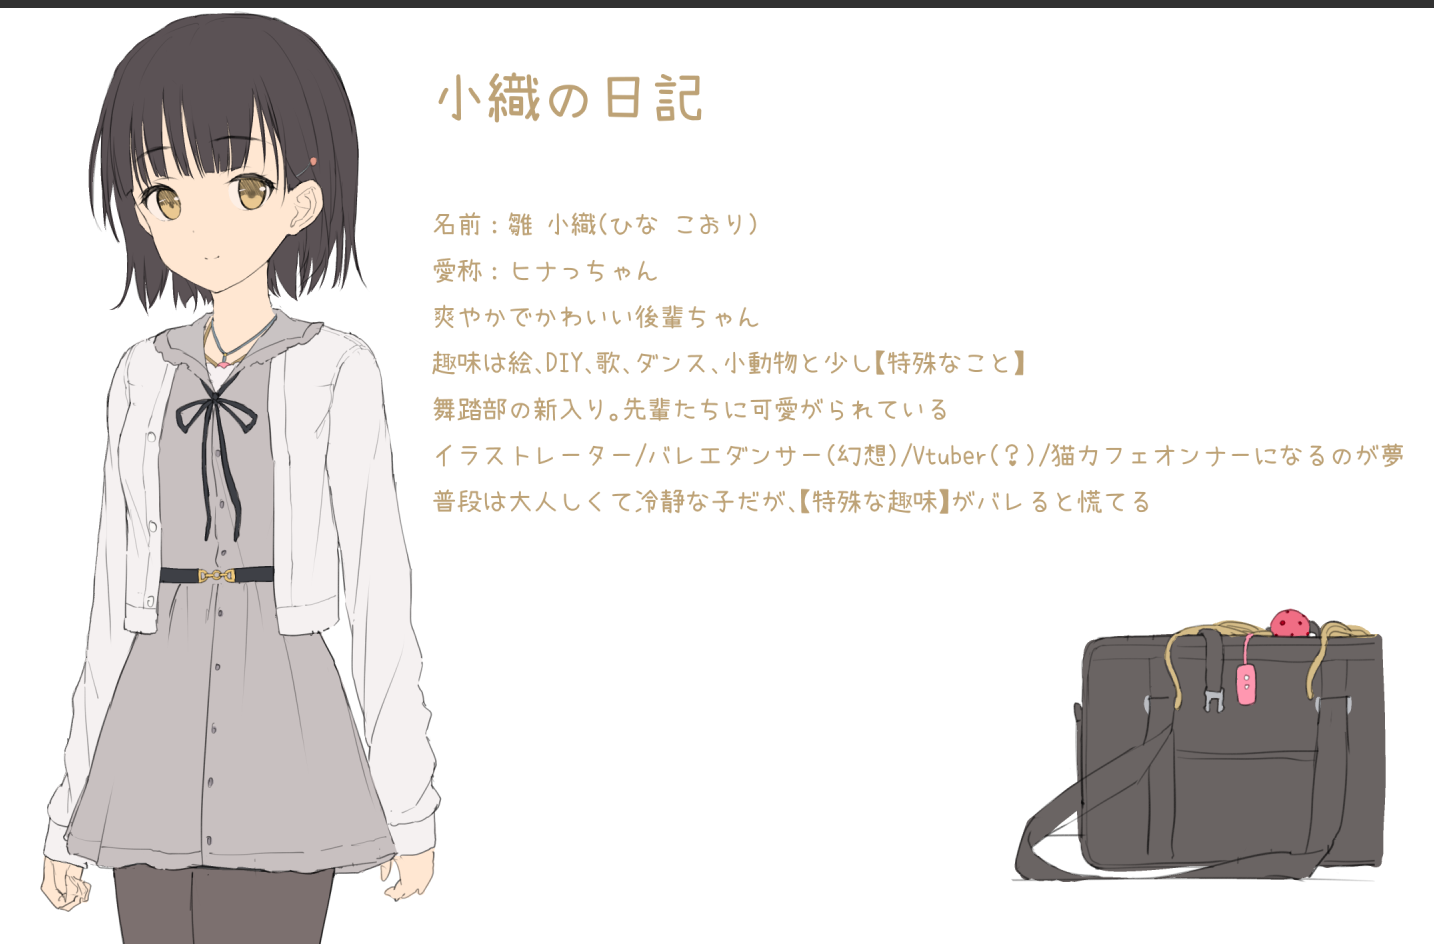 小織の日記
名前：雛 小織(ひな こおり)
愛称：ヒナっちゃん
爽やかでかわいい後輩ちゃん
趣味は絵、DIY、歌、ダンス、小動物と少し【特殊なこと】
舞踏部の新入り。先輩たちに可愛がられている
イラストレーター/バレエダンサー(幻想)/Vtuber(？)/猫カフェオンナーになるのが夢
普段は大人しくて冷静な子だが、【特殊な趣味】がバレると慌てる